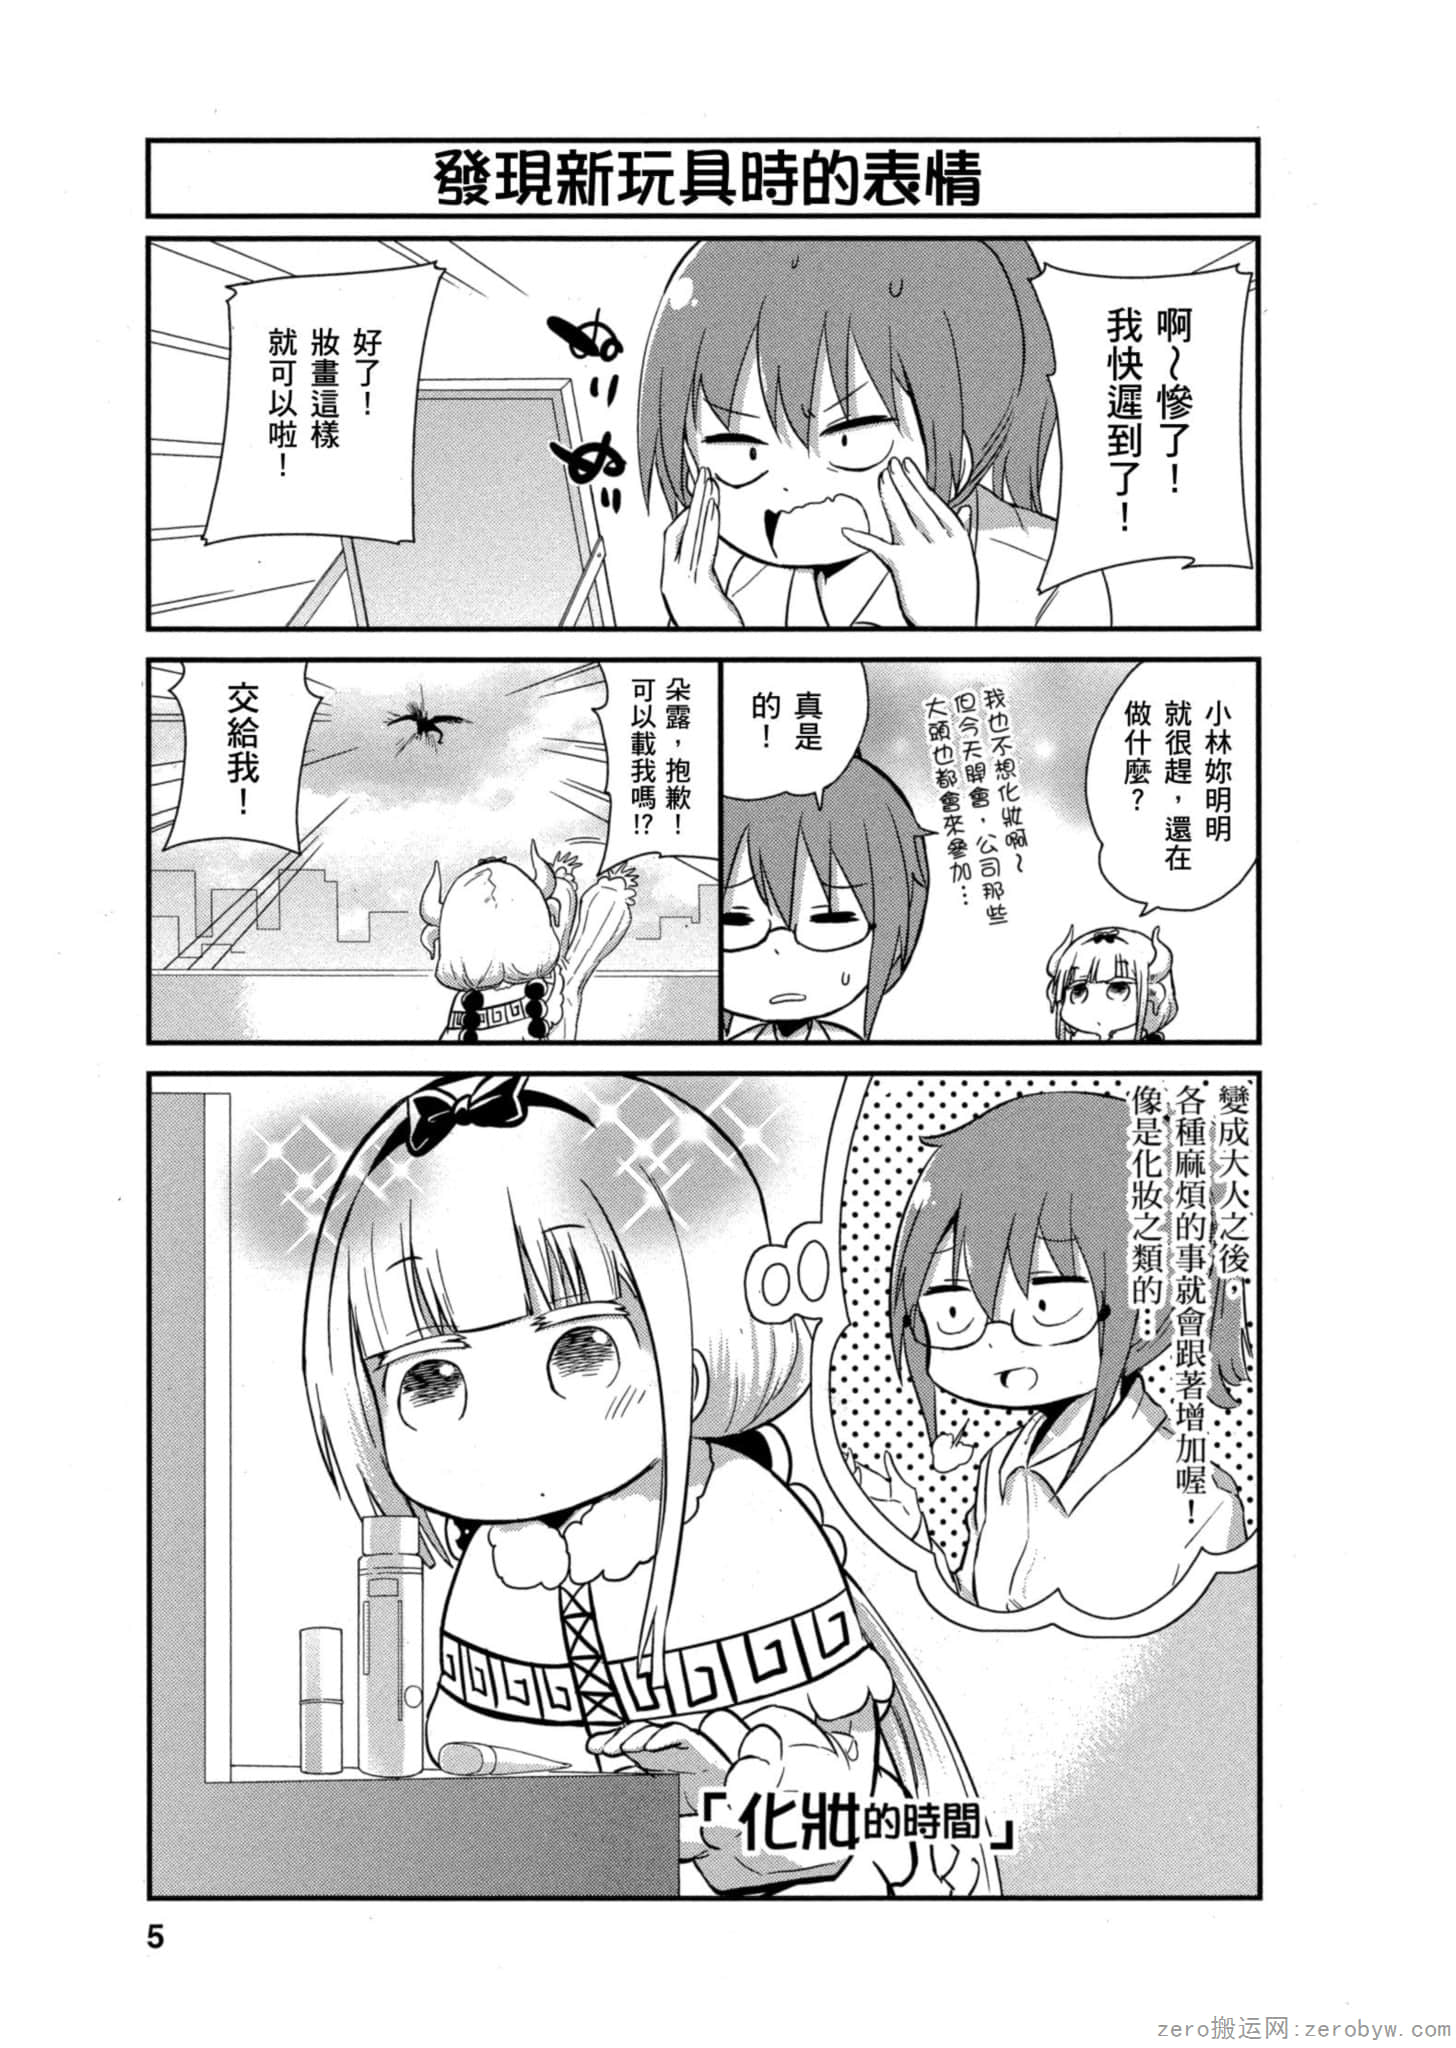 發現新玩具時的表情
啊～慘了！
我快遲到了！
好了！
妝畫這樣
就可以啦！
ぬり
ぬり
小林妳明明
就很趕，還在
做什麼？
我也不想化妝啊～
但今天開會，公司那些
大頭也都會來參加…
真是
的！
朵露，抱歉！
可以載我嗎！？
交給我！
變成大人之後，
各種麻煩的事就會跟著增加喔！
像是化妝之類的…
「化妝的時間」
5
zero搬运网:zerobyw.com